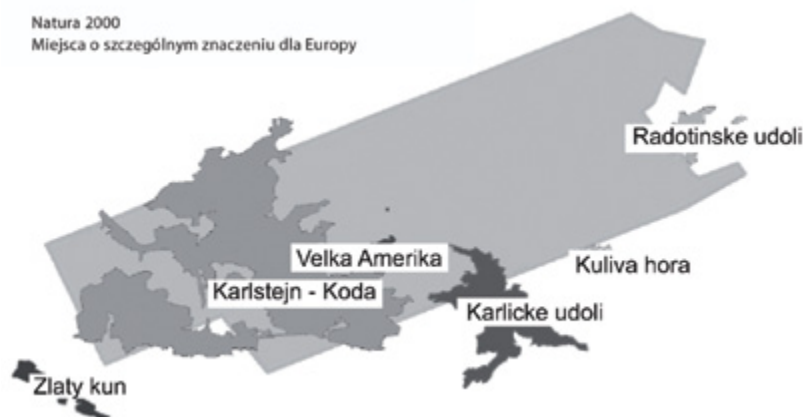 Natura 2000
Miejsca o szczególnym znaczeniu dla Europy
Radotinske udoli
Velka Amerika
Kuliva hora
Karlstejn - Koda
Karlicke udoli
Zlaty kun